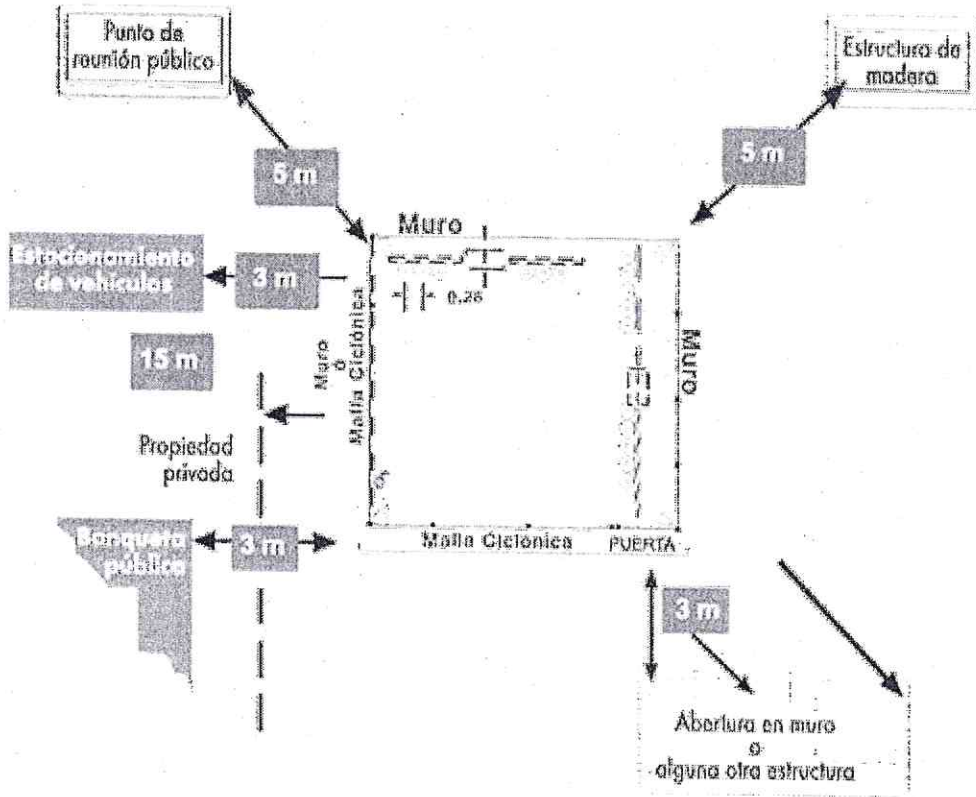 Punto de
reunión público
Estructura de
madera
5 m
5 m
Muro
Estacionamiento
de vehículos
3 m
0.25
15 m
Muro
o
Malla Ciclónica
Muro
Propiedad
privada
Banqueta
pública
3 m
Malla Ciclónica
PUERTA
3 m
Abertura en muro
o
alguna otra estructura